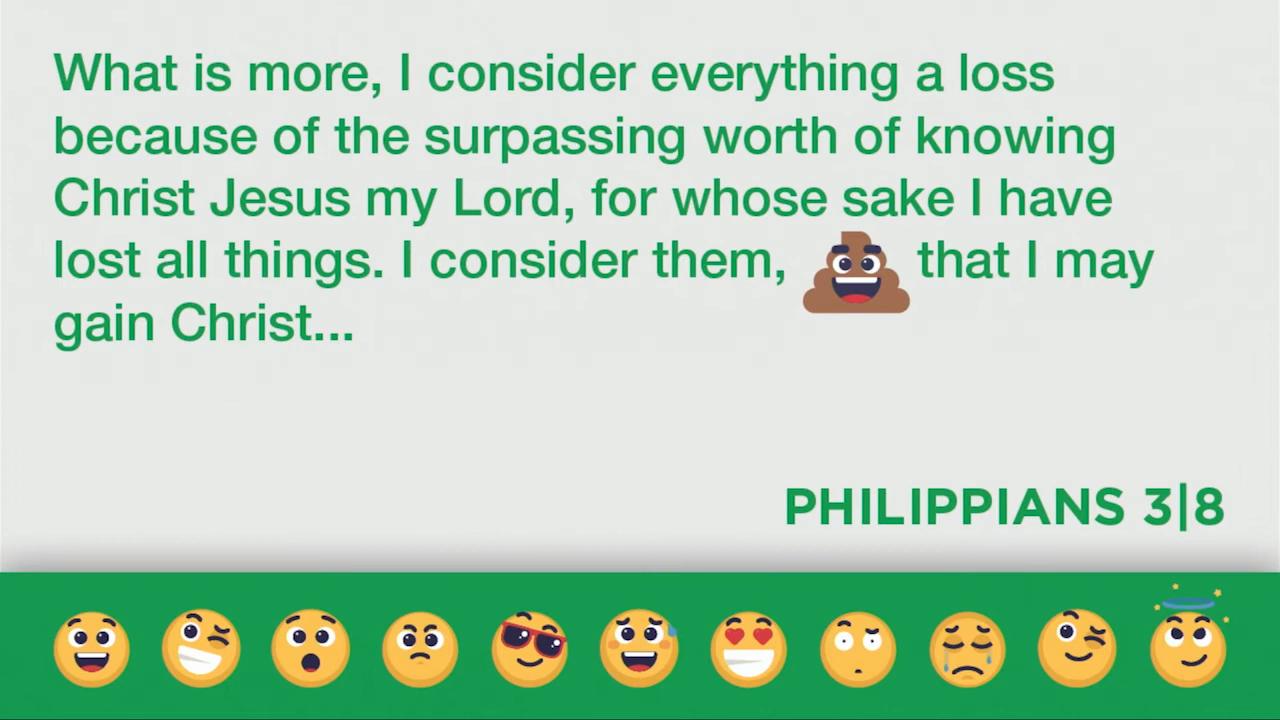 What is more, I consider everything a loss
because of the surpassing worth of knowing
Christ Jesus my Lord, for whose sake I have
lost all things. I consider them, 💩 that I may
gain Christ...
PHILIPPIANS 3|8